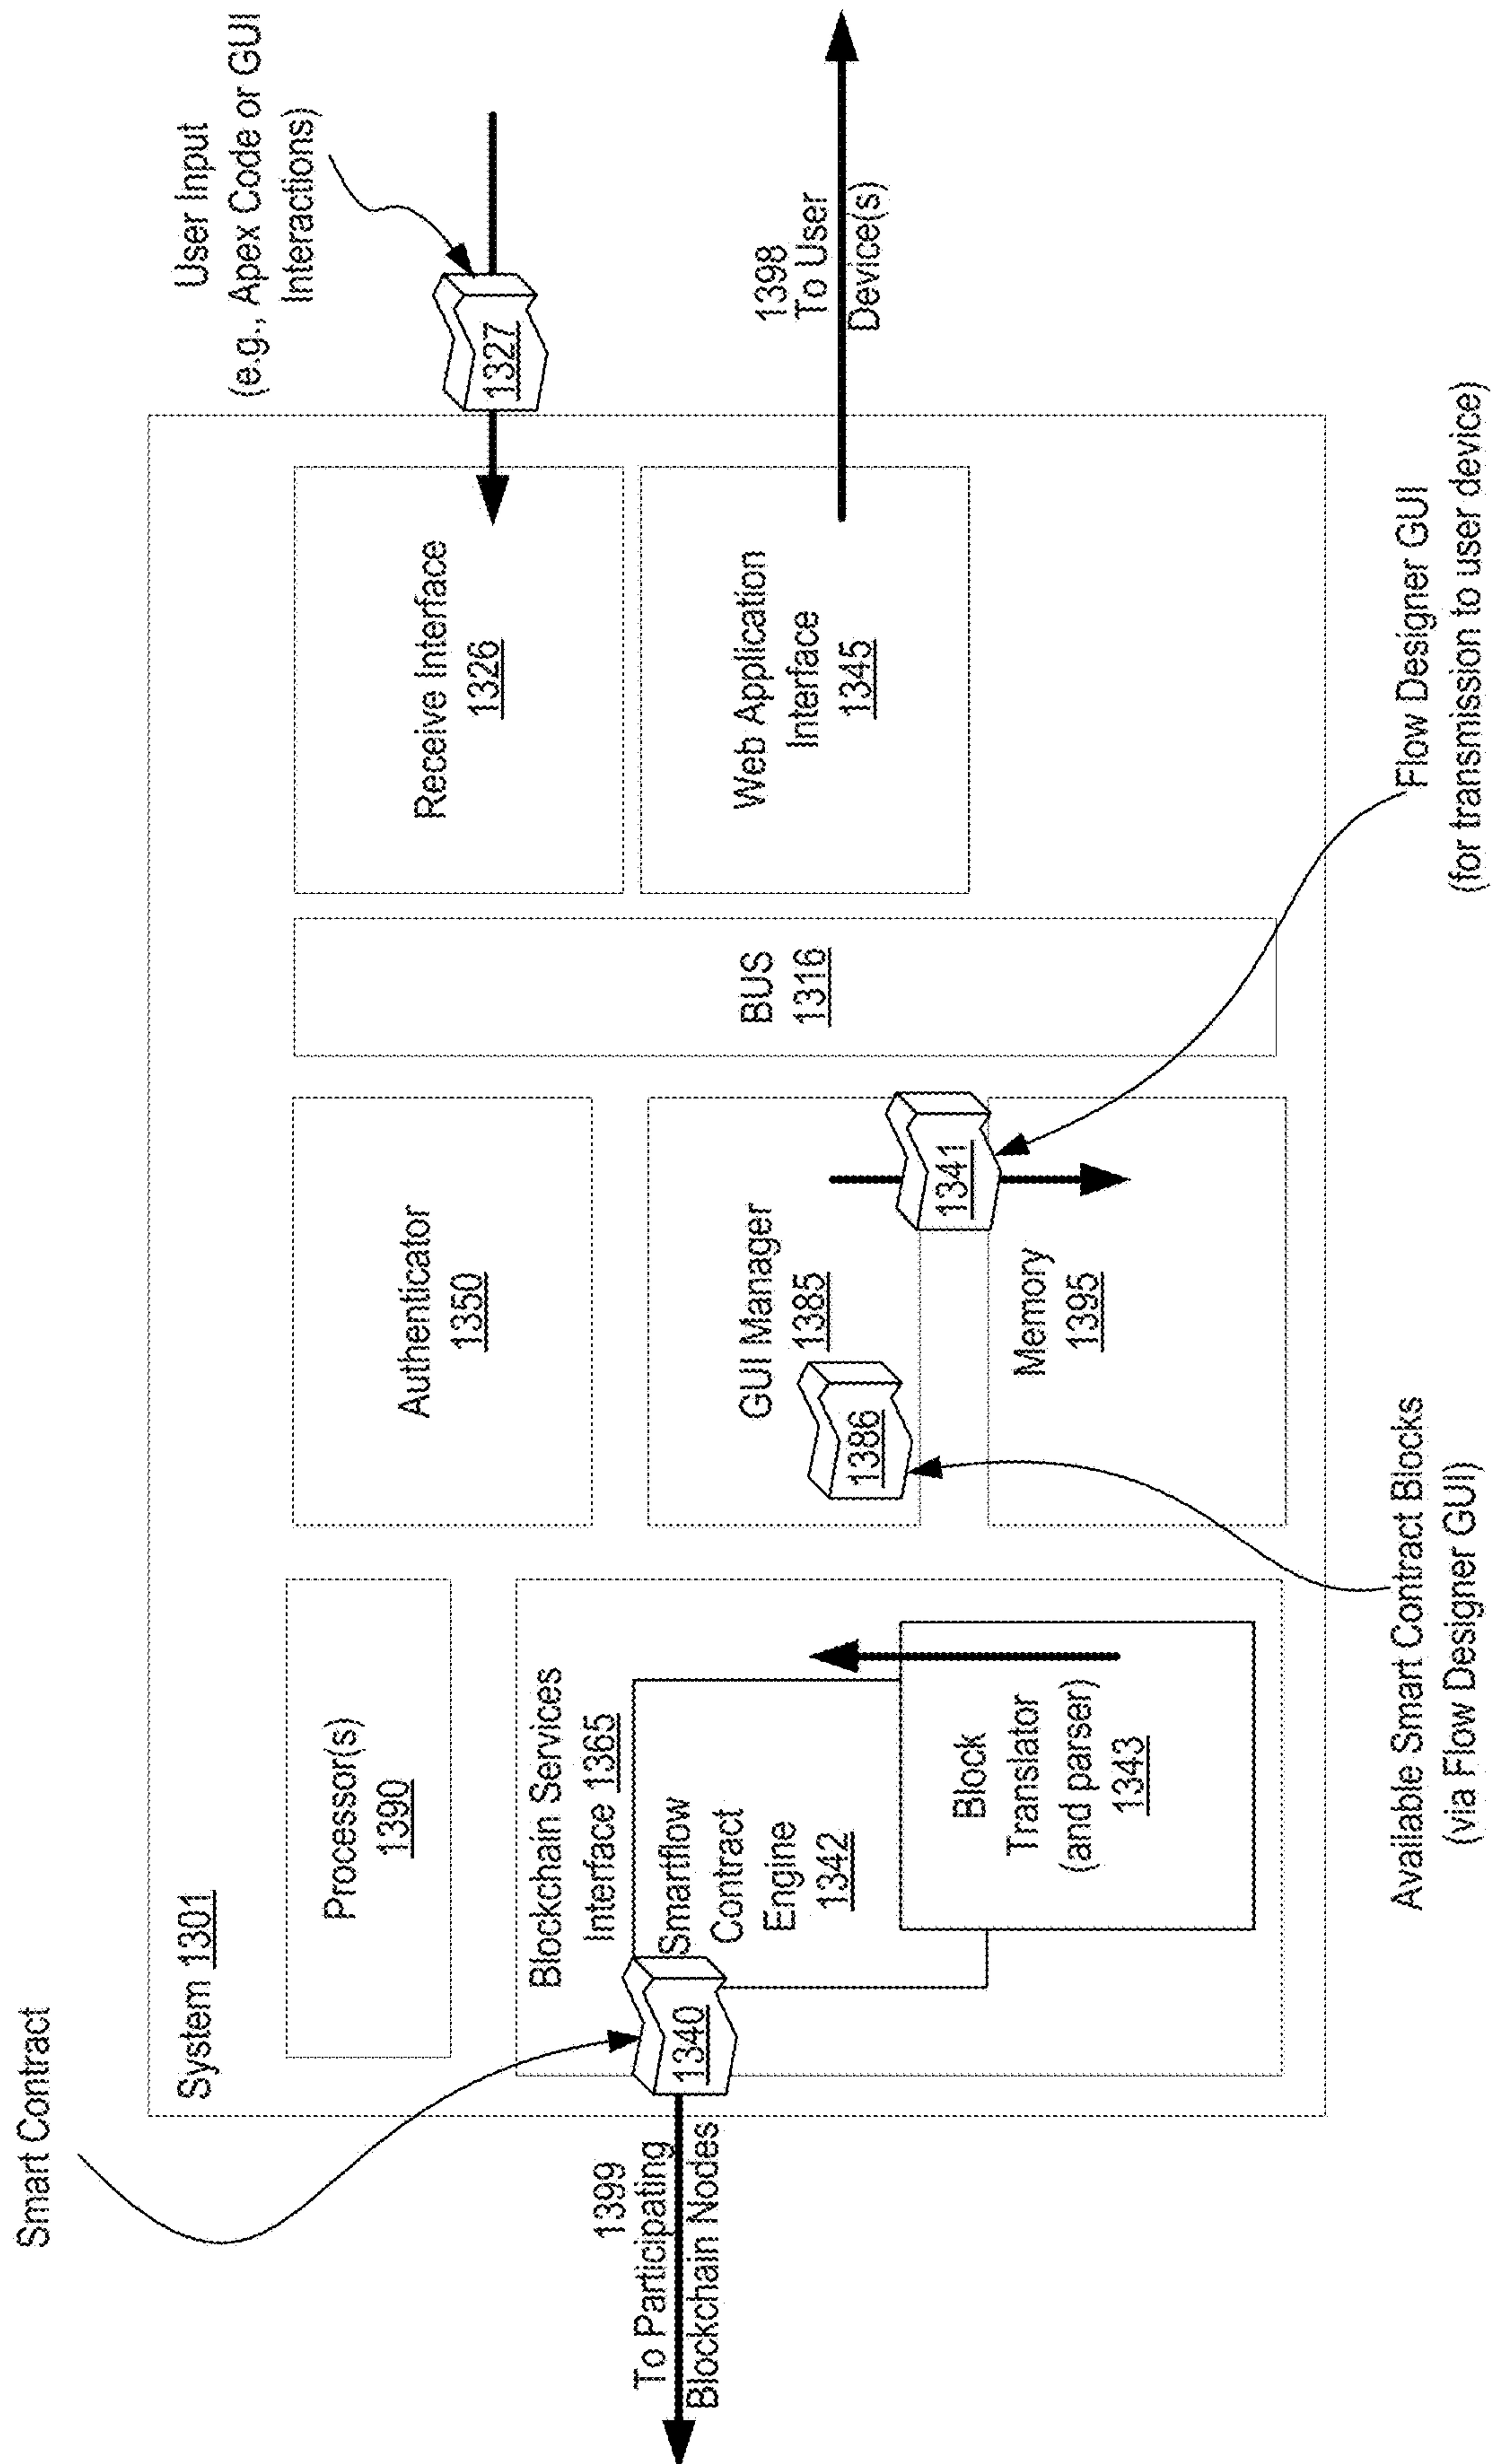 Smart Contract
System 1301
1399
To Participating
Blockchain Nodes
Processor(s)
1390
Blockchain Services
Interface 1365
Smartflow
Contract
Engine
1342
1340
Block
Translator
(and parser)
1343
Authenticator
1350
GUI Manager
1385
1386
1341
Memory
1395
Available Smart Contract Blocks
(via Flow Designer GUI)
BUS
1316
Receive Interface
1326
Web Application
Interface
1345
User Input
(e.g., Apex Code or GUI
Interactions)
1327
1398
To User
Device(s)
Flow Designer GUI
(for transmission to user device)